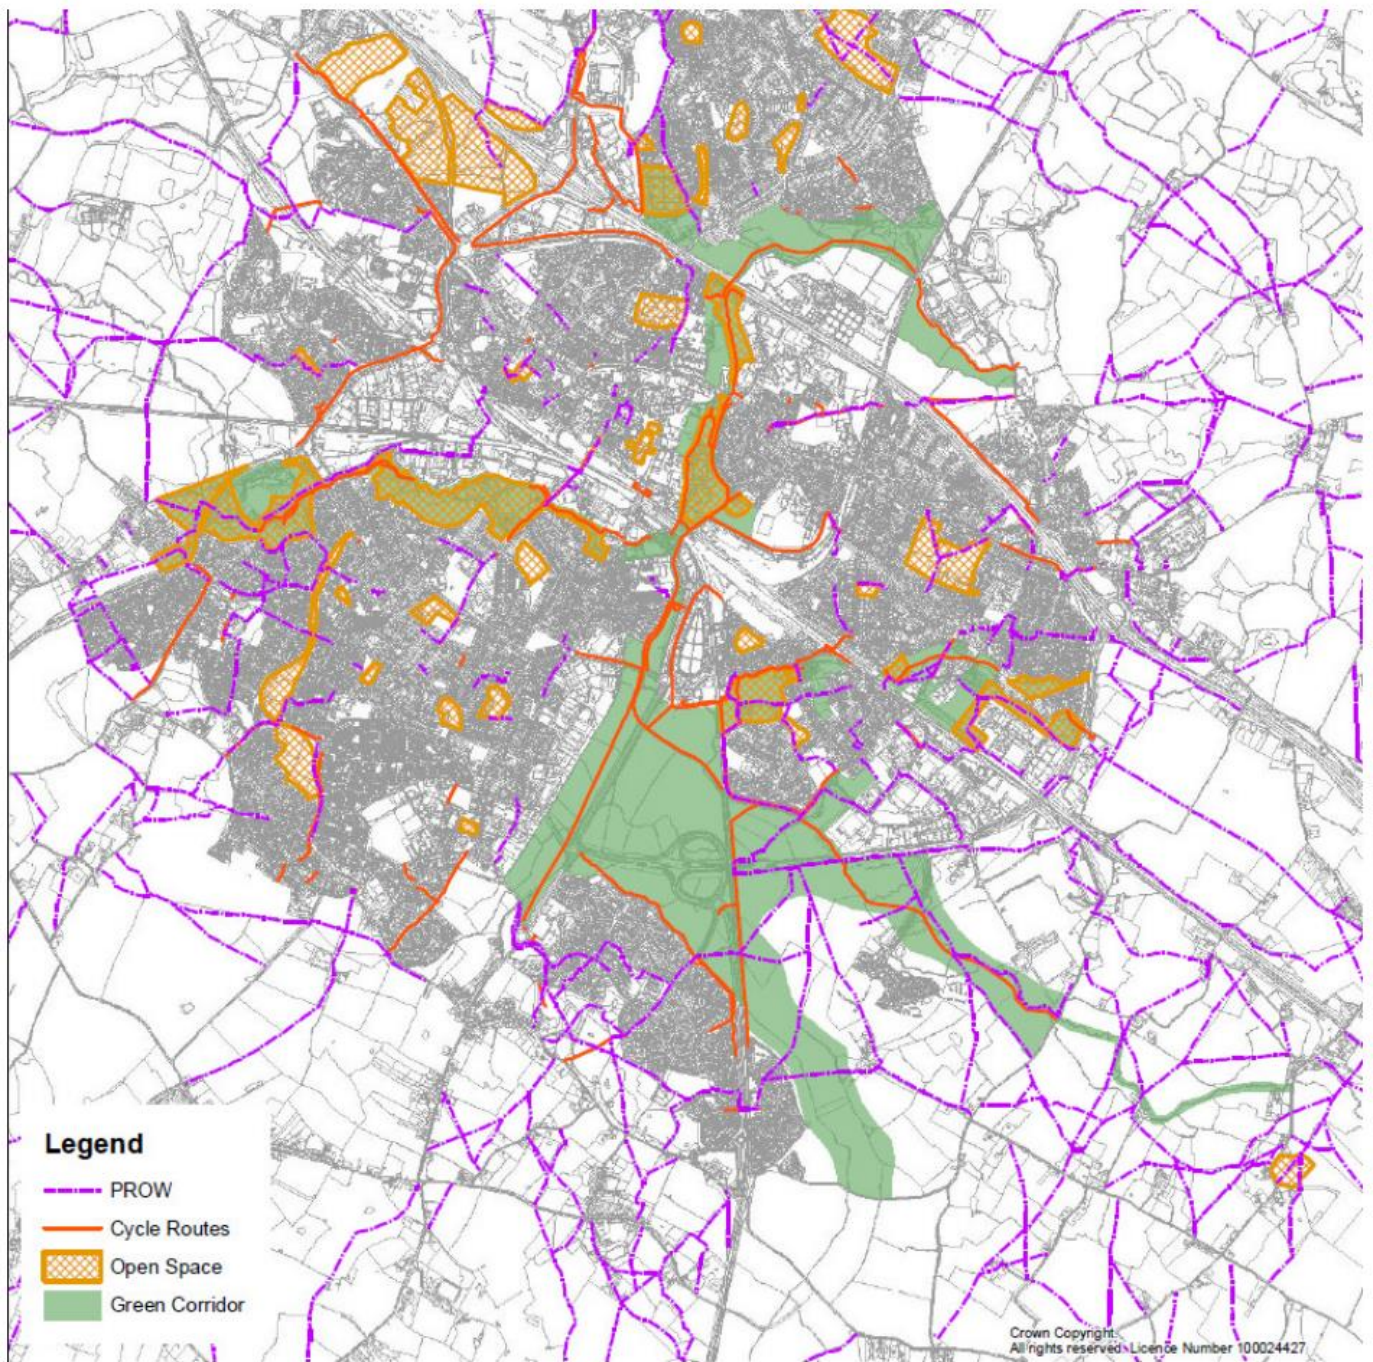 Legend
PROW
Cycle Routes
Open Space
Green Corridor
Crown Copyright.
All rights reserved. Licence Number 100024427